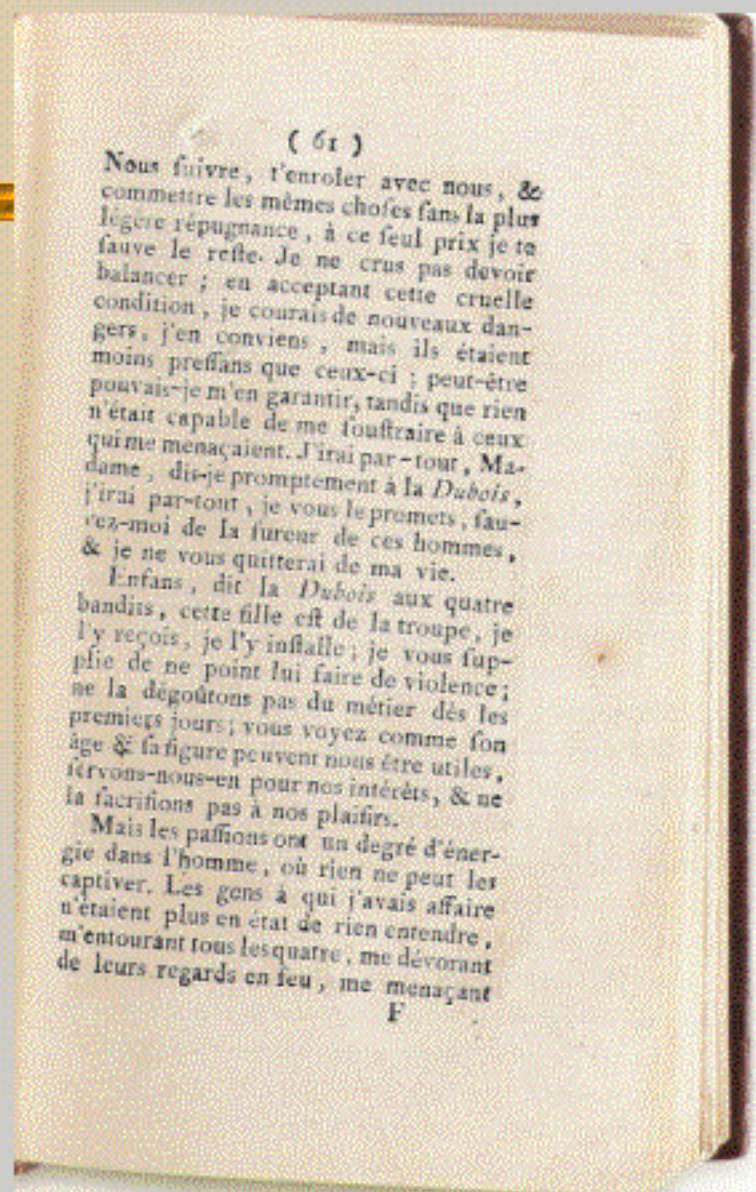 ( 61 )
Nous ſuivre, t'enroler avec nous, &
commettre les mêmes choſes ſans la plus
légère répugnance, à ce ſeul prix je te
ſauve le reſte. Je ne crus pas devoir
balancer ; en acceptant cette cruelle
condition, je courais de nouveaux dan-
gers, j'en conviens, mais ils étaient
moins preſſans que ceux-ci ; peut-être
pouvais-je m'en garantir, tandis que rien
n'était capable de me ſouſtraire à ceux
qui me menaçaient. J'irai par-tout, Ma-
dame, dis-je promptement à la Dubois,
j'irai par-tout, je vous le promets, ſau-
vez-moi de la fureur de ces hommes,
& je ne vous quitterai de ma vie.
Enfans, dit la Dubois aux quatre
bandits, cette fille eſt de la troupe, je
l'y reçois, je l'y inſtalle ; je vous ſup-
plie de ne point lui faire de violence ;
ne la dégoûtons pas du métier dès les
premiers jours ; vous voyez comme ſon
âge & ſa figure peuvent nous être utiles,
ſervons-nous-en pour nos intérêts, & ne
la ſacrifions pas à nos plaiſirs.
Mais les paſſions ont un degré d'éner-
gie dans l'homme, où rien ne peut les
captiver. Les gens à qui j'avais affaire
n'étaient plus en état de rien entendre,
m'entourant tous les quatre, me dévorant
de leurs regards en feu, me menaçant
F